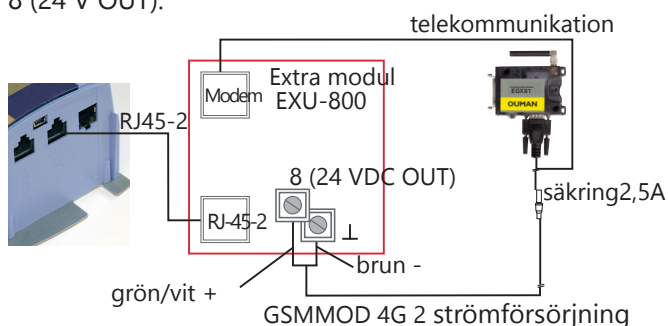 8 (24 V OUT).
telekommunikation
Extra modul
EXU-800
Modem
EGX81
OUMAN
RJ45-2
8 (24 VDC OUT)
säkring2,5A
RJ-45-2
brun -
grön/vit +
GSMMOD 4G 2 strömförsörjning